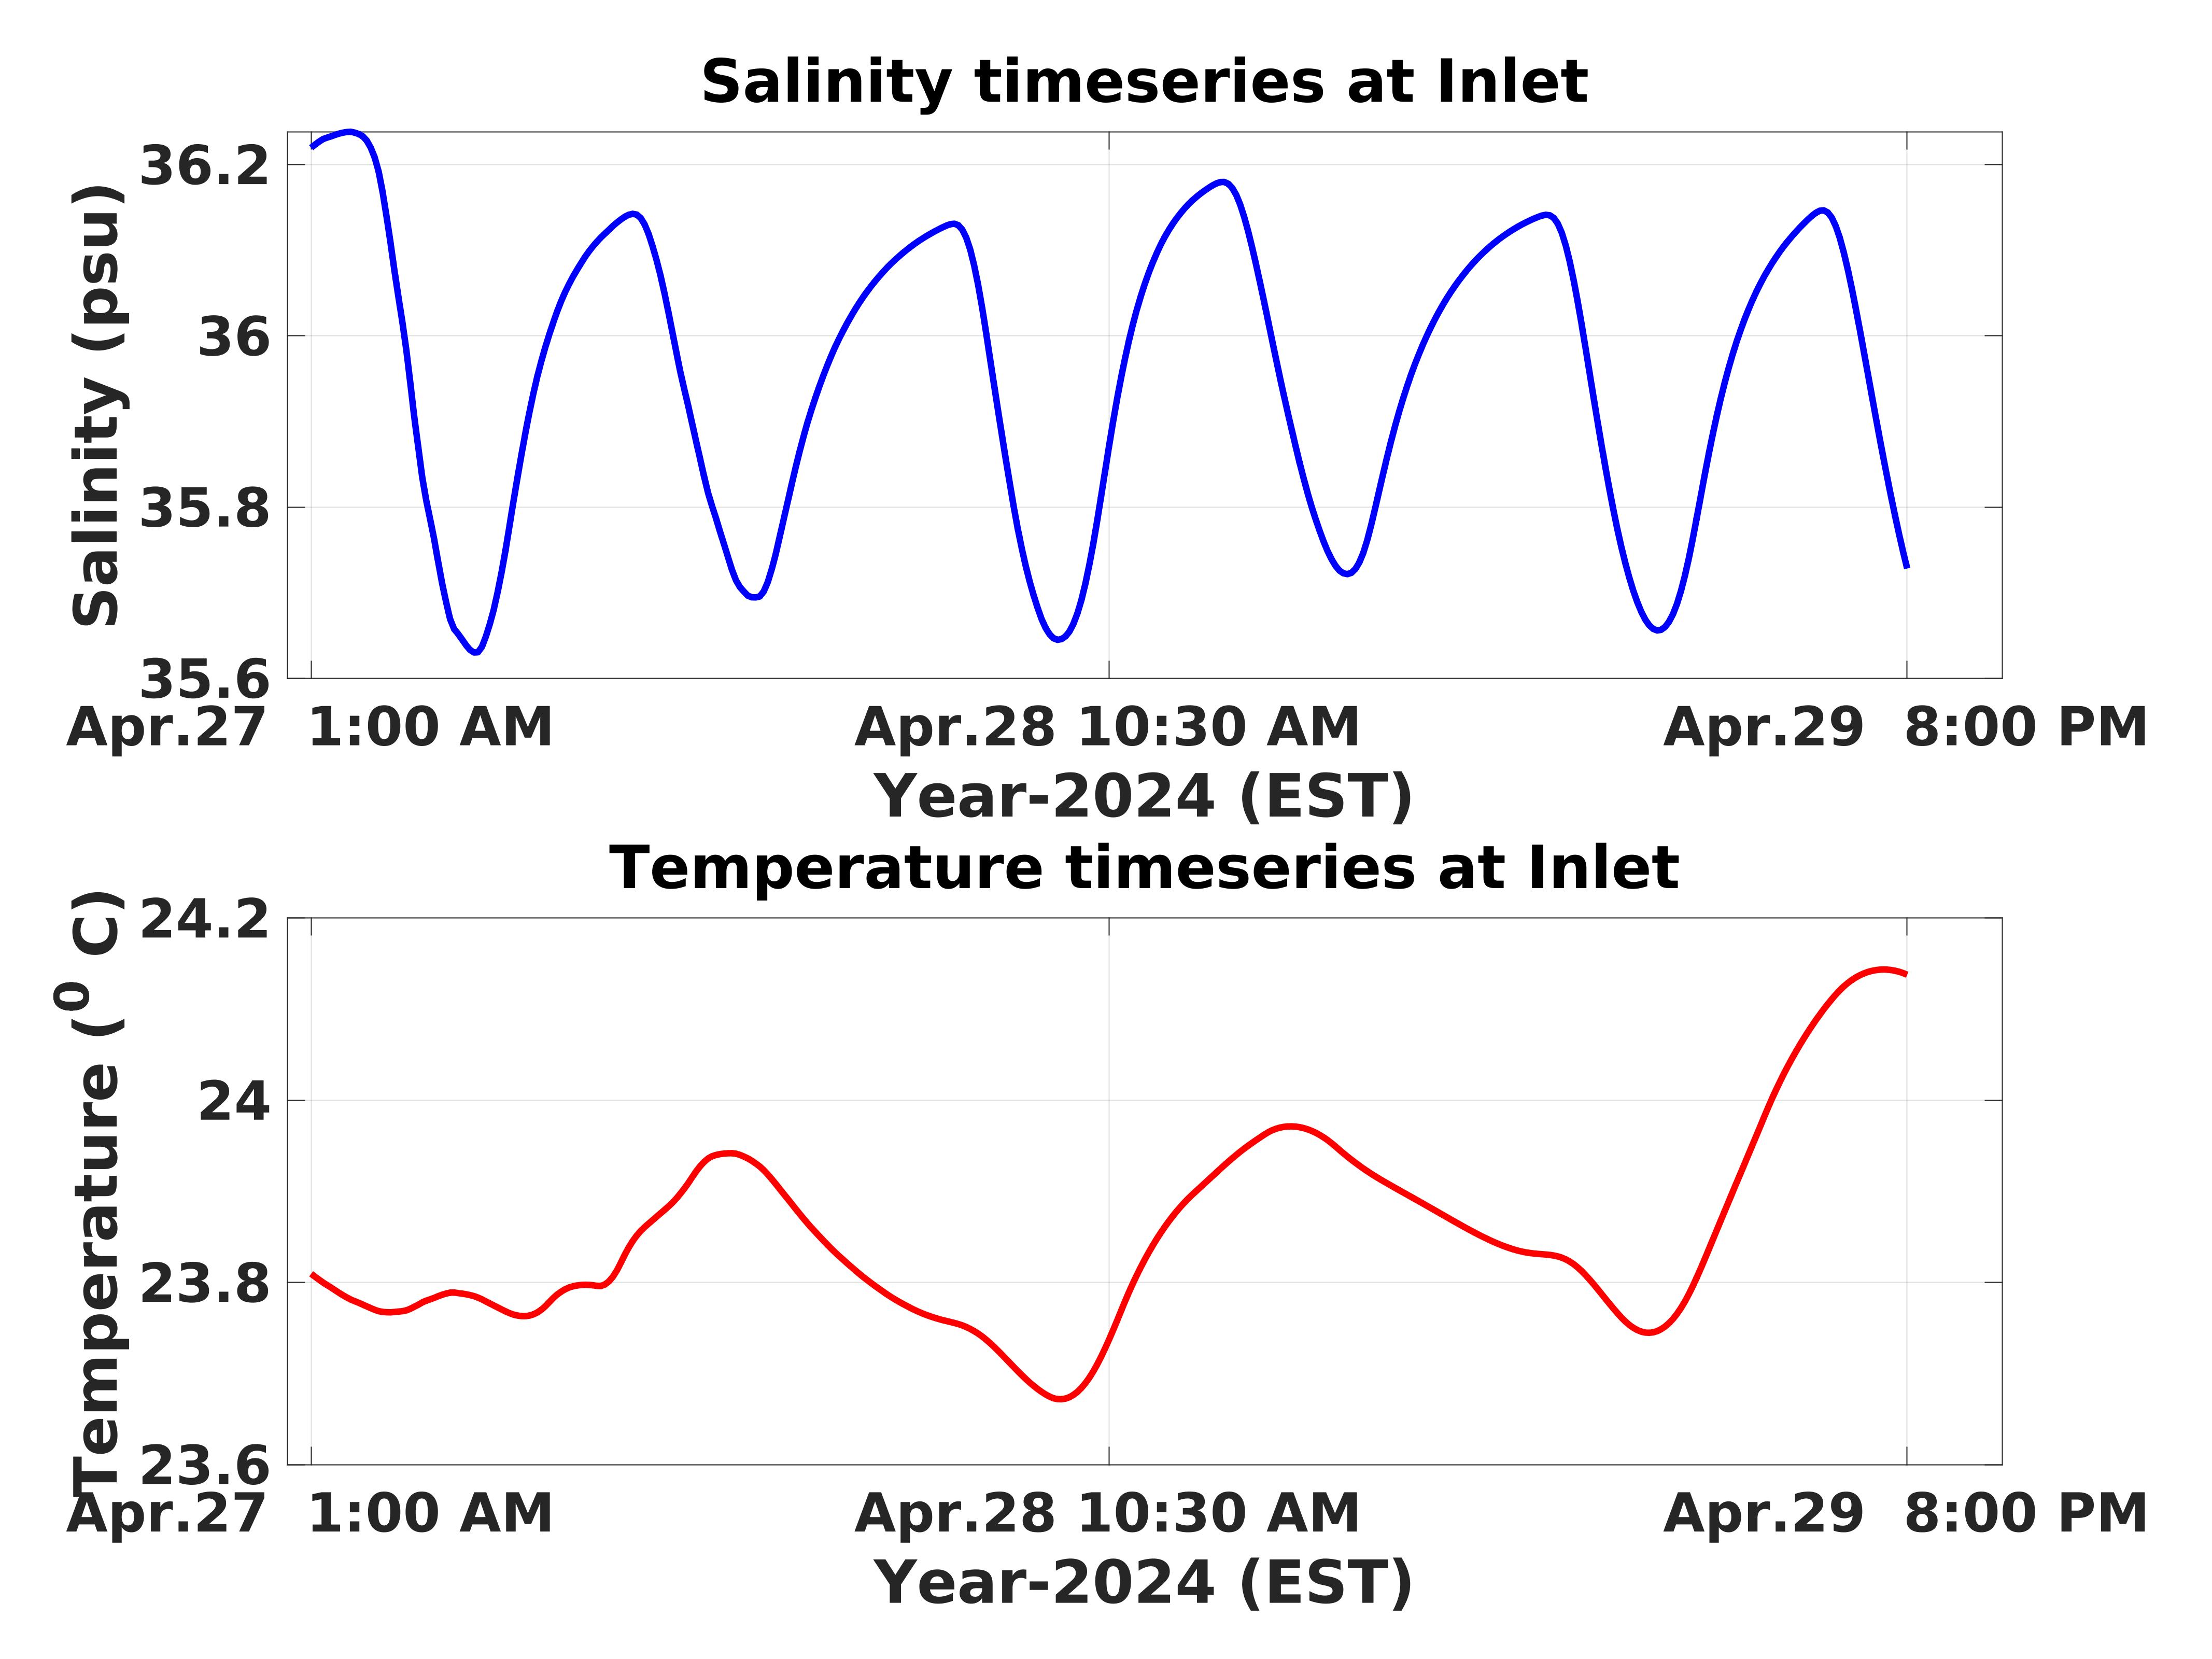 Salinity timeseries at Inlet
Salinity (psu)
36.2
36
35.8
35.6
Apr.27 1:00 AM Apr.28 10:30 AM Apr.29 8:00 PM
Year-2024 (EST)
Temperature timeseries at Inlet
Temperature (⁰ C)
24.2
24
23.8
23.6
Apr.27 1:00 AM Apr.28 10:30 AM Apr.29 8:00 PM
Year-2024 (EST)